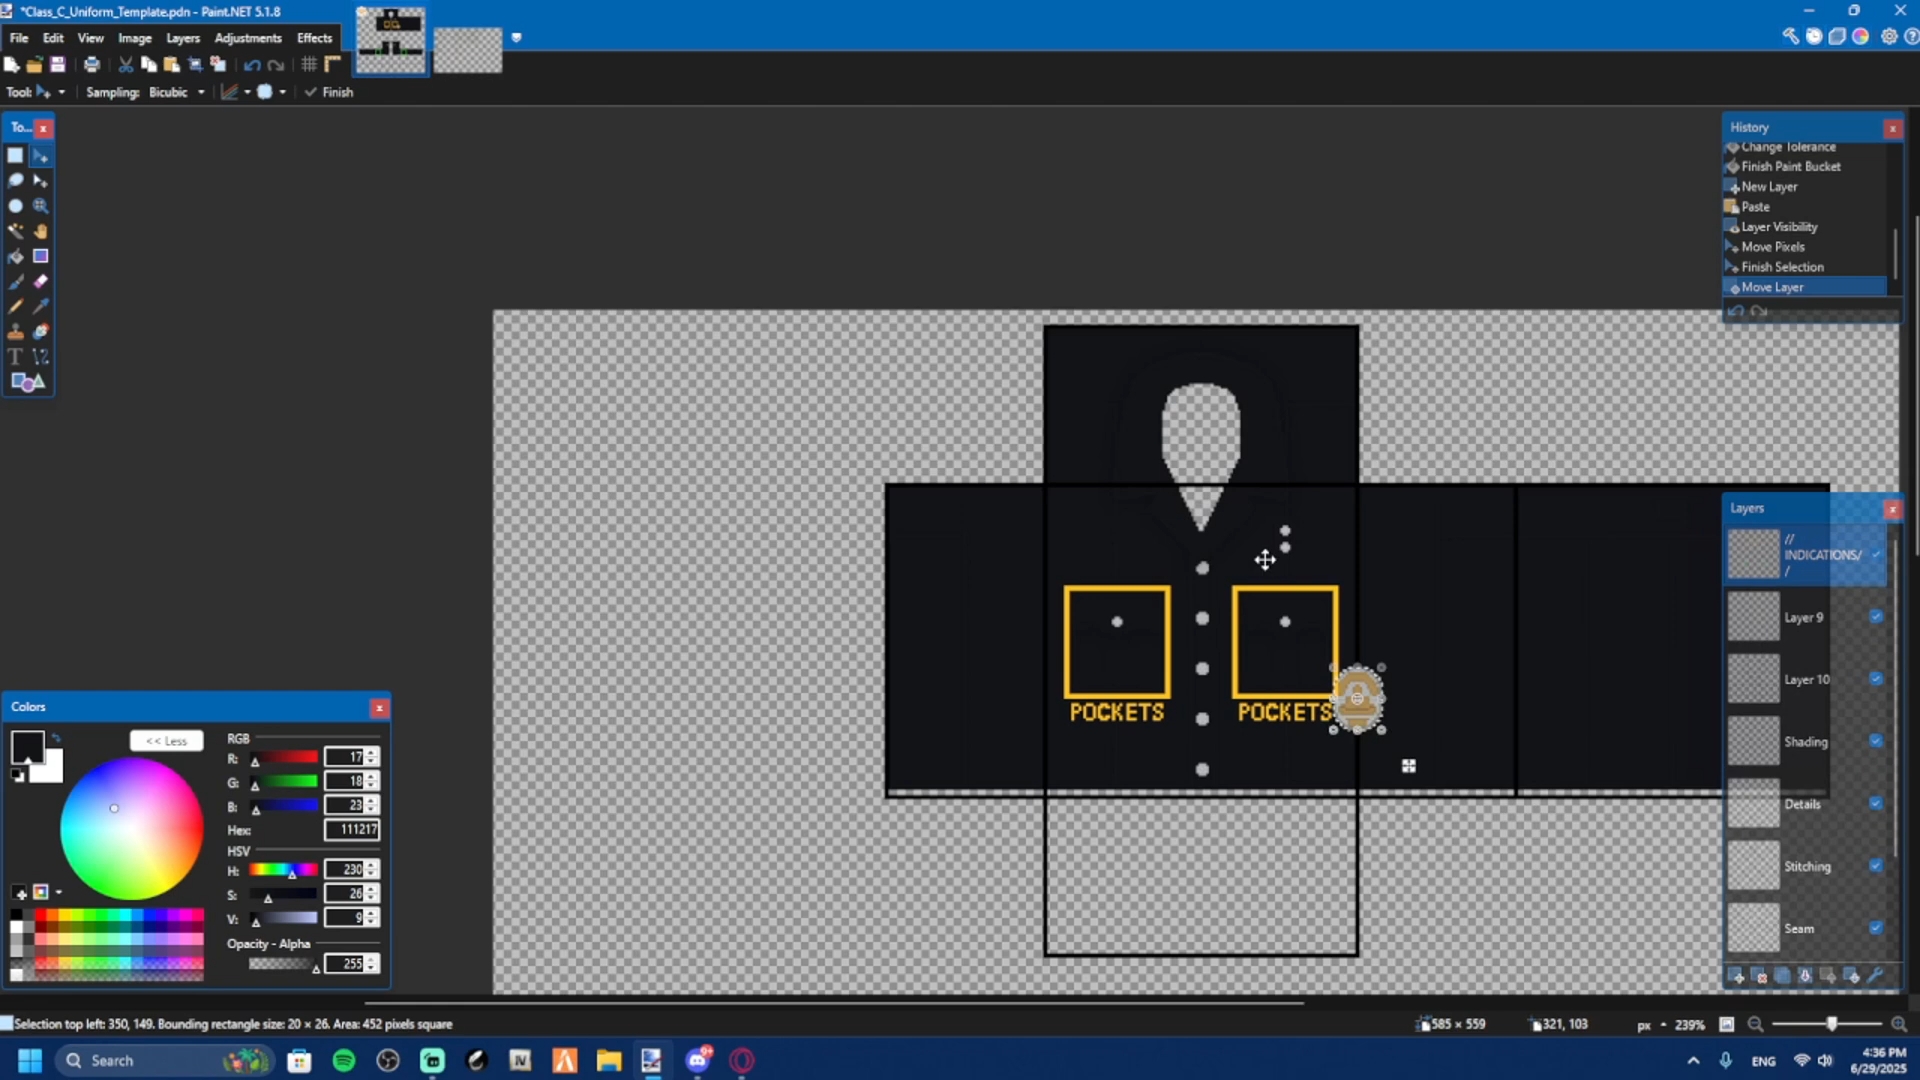 *Class_C_Uniform_Template.pdn - Paint.NET 5.1.8
File Edit View Image Layers Adjustments Effects
Tool: Sampling: Bicubic Finish
To...
History
Change Tolerance
Finish Paint Bucket
New Layer
Paste
Layer Visibility
Move Pixels
Finish Selection
Move Layer
POCKETS POCKETS
Layers
//
INDICATIONS/
/
Layer 9
Layer 10
Shading
Details
Stitching
Seam
Colors
<< Less
RGB
R: 17
G: 18
B: 23
Hex: 111217
HSV
H: 230
S: 26
V: 9
Opacity - Alpha
255
Selection top left: 350, 149. Bounding rectangle size: 20 × 26. Area: 452 pixels square
585 × 559 321, 103 px 239%
Search
ENG
4:36 PM
6/29/2025